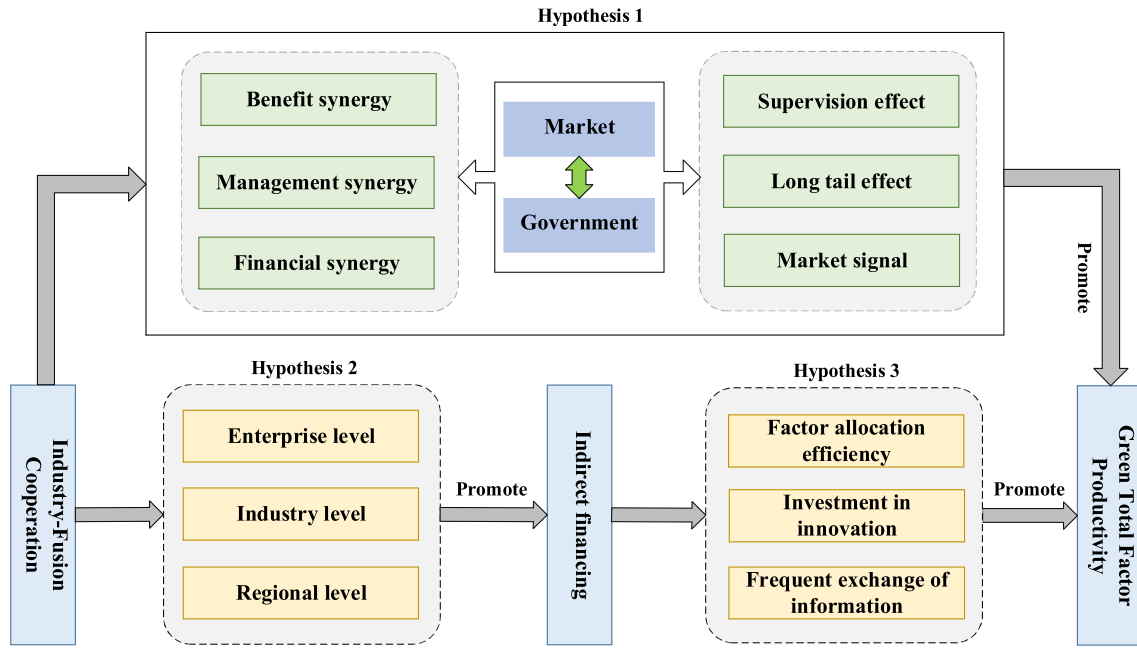 Hypothesis 1
Benefit synergy
Management synergy
Financial synergy
Market
Government
Supervision effect
Long tail effect
Market signal
Promote
Hypothesis 2
Hypothesis 3
Industry-Fusion
Cooperation
Enterprise level
Industry level
Regional level
Promote
Indirect financing
Factor allocation
efficiency
Investment in
innovation
Frequent exchange of
information
Promote
Green Total Factor
Productivity